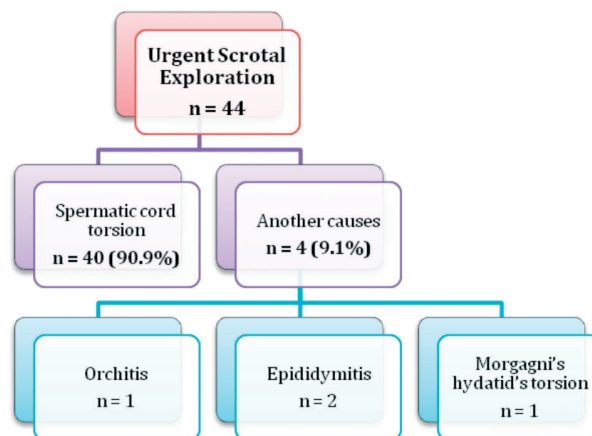 Urgent Scrotal
Exploration
n = 44
Spermatic cord
torsion
n = 40 (90.9%)
Another causes
n = 4 (9.1%)
Orchitis
n = 1
Epididymitis
n = 2
Morgagni's
hydatid's torsion
n = 1